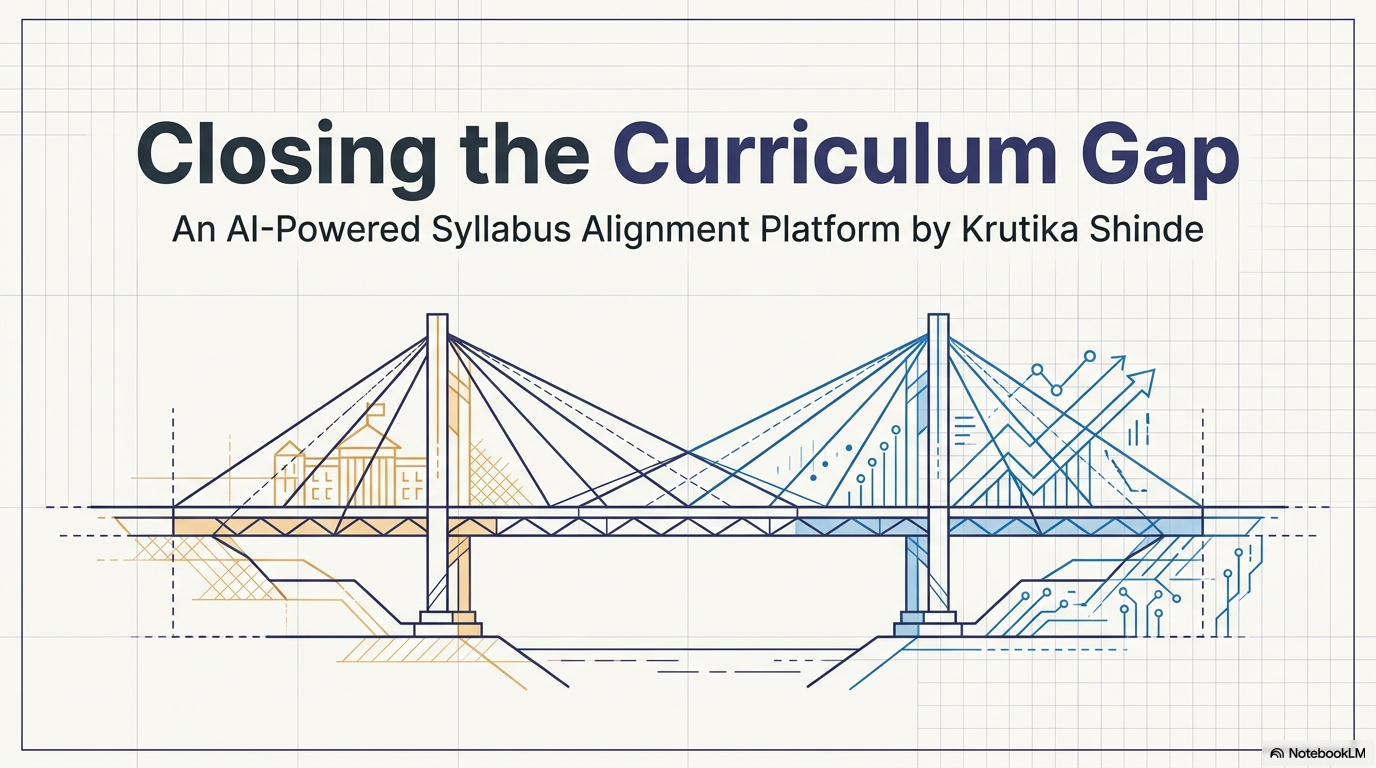 Closing the Curriculum Gap
An AI-Powered Syllabus Alignment Platform by Krutika Shinde
NotebookLM